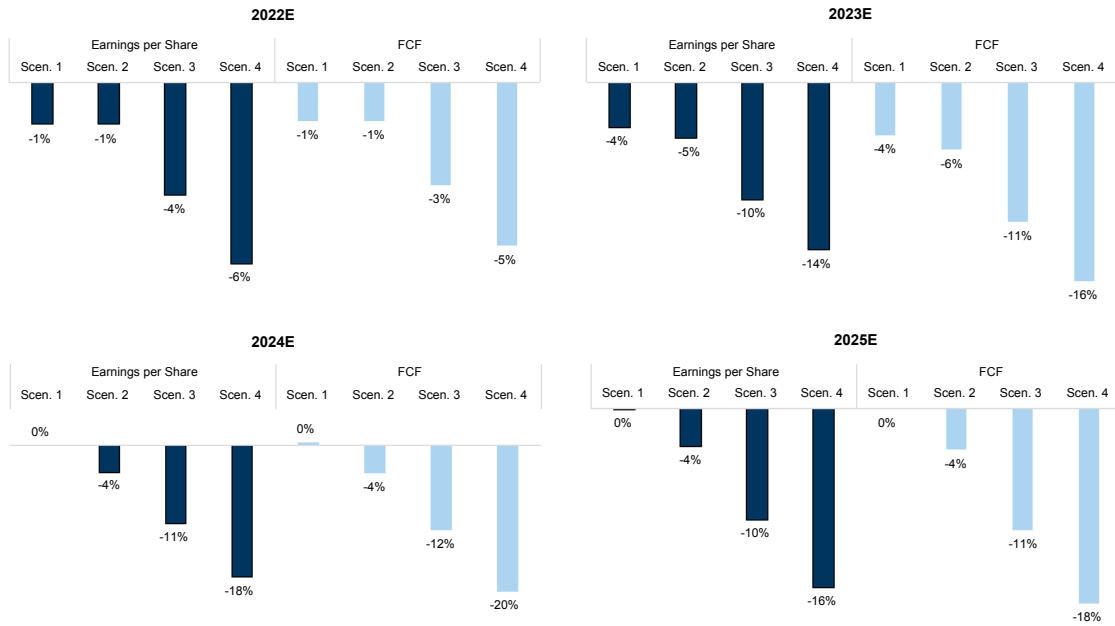 2022E
Earnings per Share FCF
Scen. 1 Scen. 2 Scen. 3 Scen. 4 Scen. 1 Scen. 2 Scen. 3 Scen. 4
-1% -1% -4% -6% -1% -1% -3% -5%
2023E
Earnings per Share FCF
Scen. 1 Scen. 2 Scen. 3 Scen. 4 Scen. 1 Scen. 2 Scen. 3 Scen. 4
-4% -5% -10% -14% -4% -6% -11% -16%
2024E
Earnings per Share FCF
Scen. 1 Scen. 2 Scen. 3 Scen. 4 Scen. 1 Scen. 2 Scen. 3 Scen. 4
0% -4% -11% -18% 0% -4% -12% -20%
2025E
Earnings per Share FCF
Scen. 1 Scen. 2 Scen. 3 Scen. 4 Scen. 1 Scen. 2 Scen. 3 Scen. 4
0% -4% -10% -16% 0% -4% -11% -18%